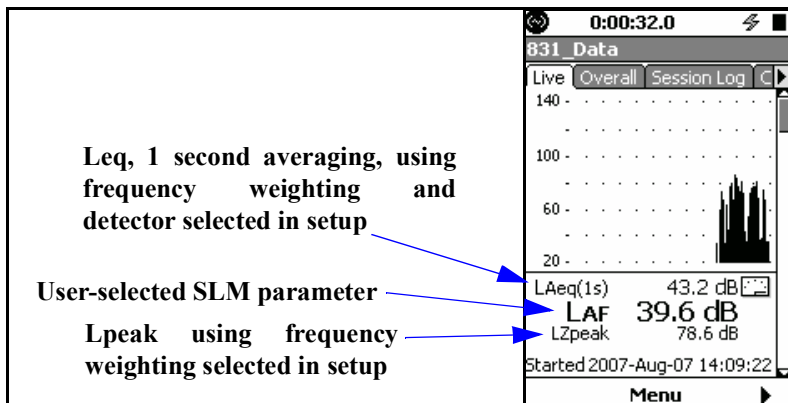 Leq, 1 second averaging, using
frequency weighting and
detector selected in setup
User-selected SLM parameter
Lpeak using frequency
weighting selected in setup
0:00:32.0
831_Data
Live Overall Session Log C
140
100
60
20
LAeq(1s) 43.2 dB
LAF 39.6 dB
LZpeak 78.6 dB
Started 2007-Aug-07 14:09:22
Menu